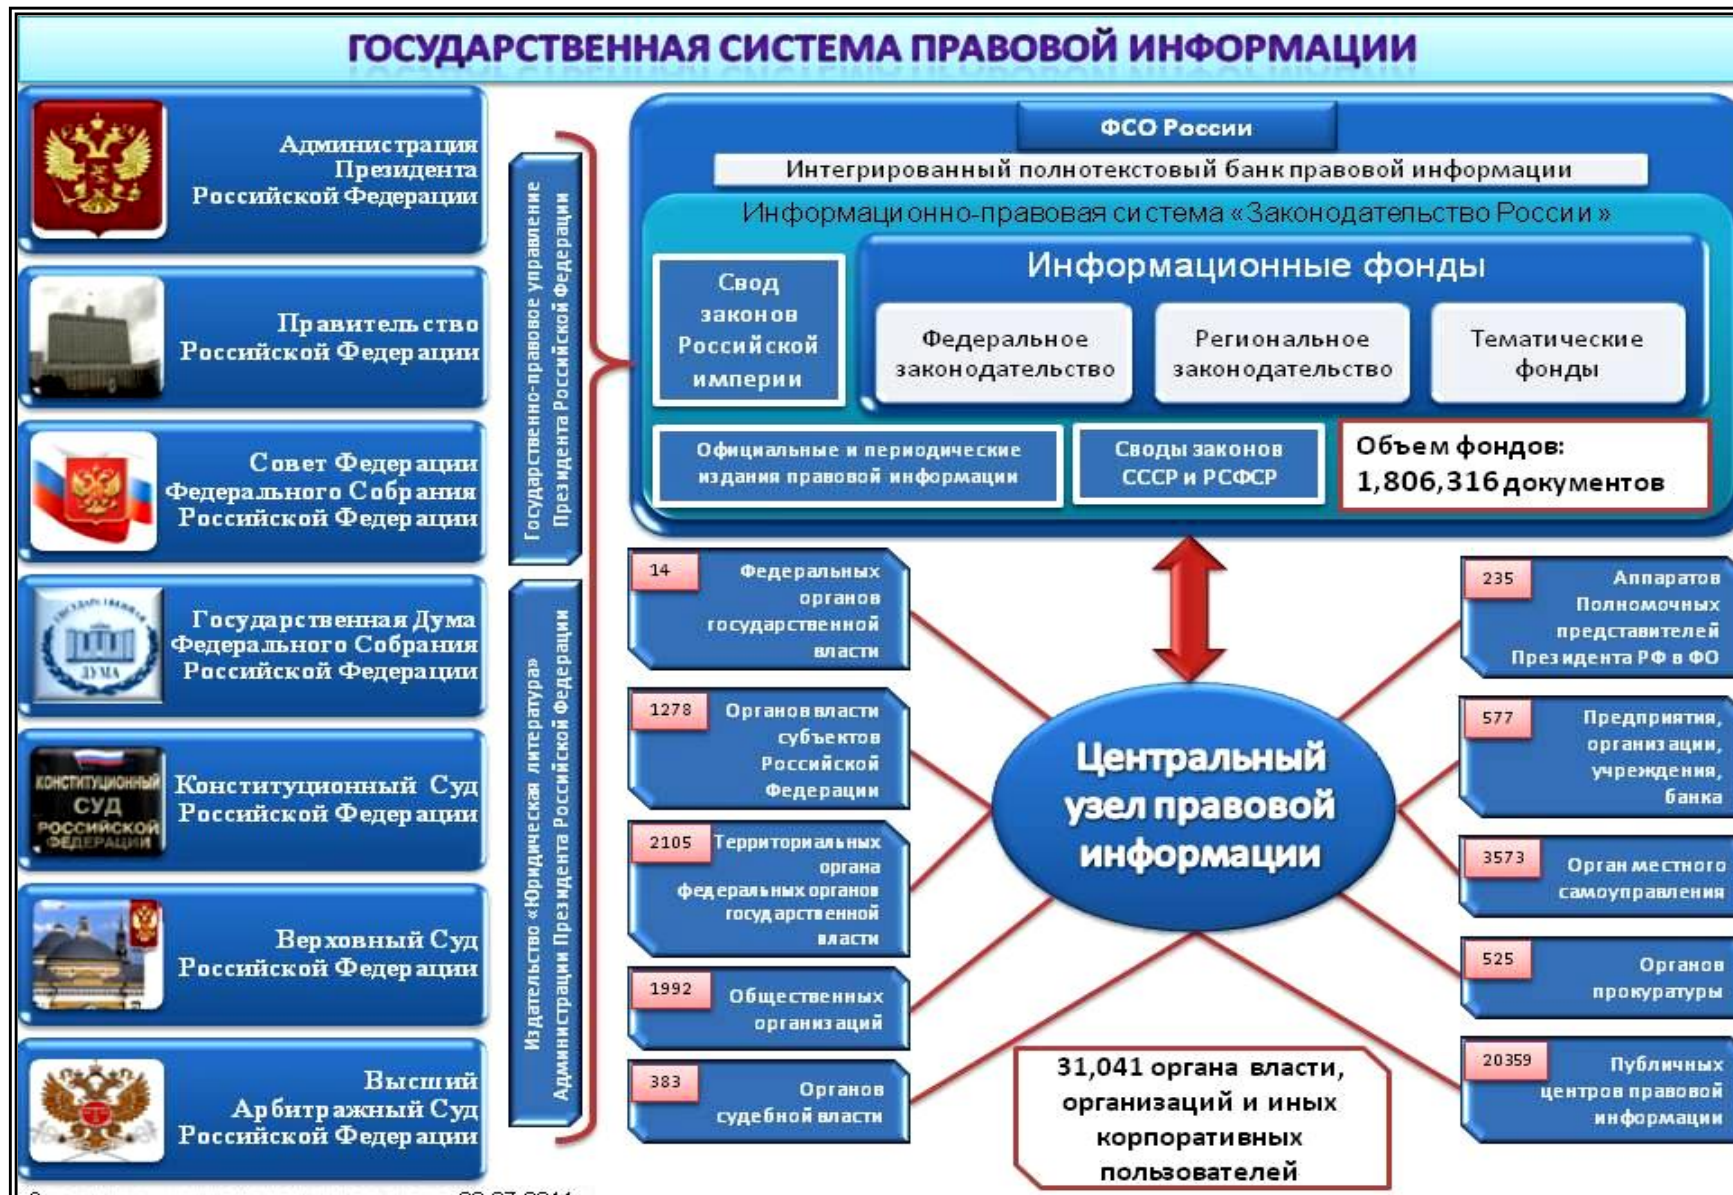 ГОСУДАРСТВЕННАЯ СИСТЕМА ПРАВОВОЙ ИНФОРМАЦИИ
Администрация
Президента
Российской Федерации
Правительство
Российской Федерации
Совет Федерации
Федерального Собрания
Российской Федерации
ГОСУДАРСТВЕННАЯ
ДУМА
Государственная Дума
Федерального Собрания
Российской Федерации
КОНСТИТУЦИОННЫЙ
СУД
РОССИЙСКОЙ
ФЕДЕРАЦИИ
Конституционный Суд
Российской Федерации
Верховный Суд
Российской Федерации
Высший
Арбитражный Суд
Российской Федерации
Государственно-правовое управление
Президента Российской Федерации
Издательство «Юридическая литература»
Администрации Президента Российской Федерации
ФСО России
Интегрированный полнотекстовый банк правовой информации
Информационно-правовая система «Законодательство России»
Свод
законов
Российской
империи
Информационные фонды
Федеральное
законодательство
Региональное
законодательство
Тематические
фонды
Официальные и периодические
издания правовой информации
Своды законов
СССР и РСФСР
Объем фондов:
1,806,316 документов
14
Федеральных
органов
государственной
власти
1278
Органов власти
субъектов
Российской
Федерации
2105
Территориальных
органа
федеральных органов
государственной
власти
1992
Общественных
организаций
383
Органов
судебной власти
Центральный
узел правовой
информации
31,041 органа власти,
организаций и иных
корпоративных
пользователей
235
Аппаратов
Полномочных
представителей
Президента РФ в ФО
577
Предприятия,
организации,
учреждения,
банка
3573
Орган местного
самоуправления
525
Органов
прокуратуры
20359
Публичных
центров правовой
информации